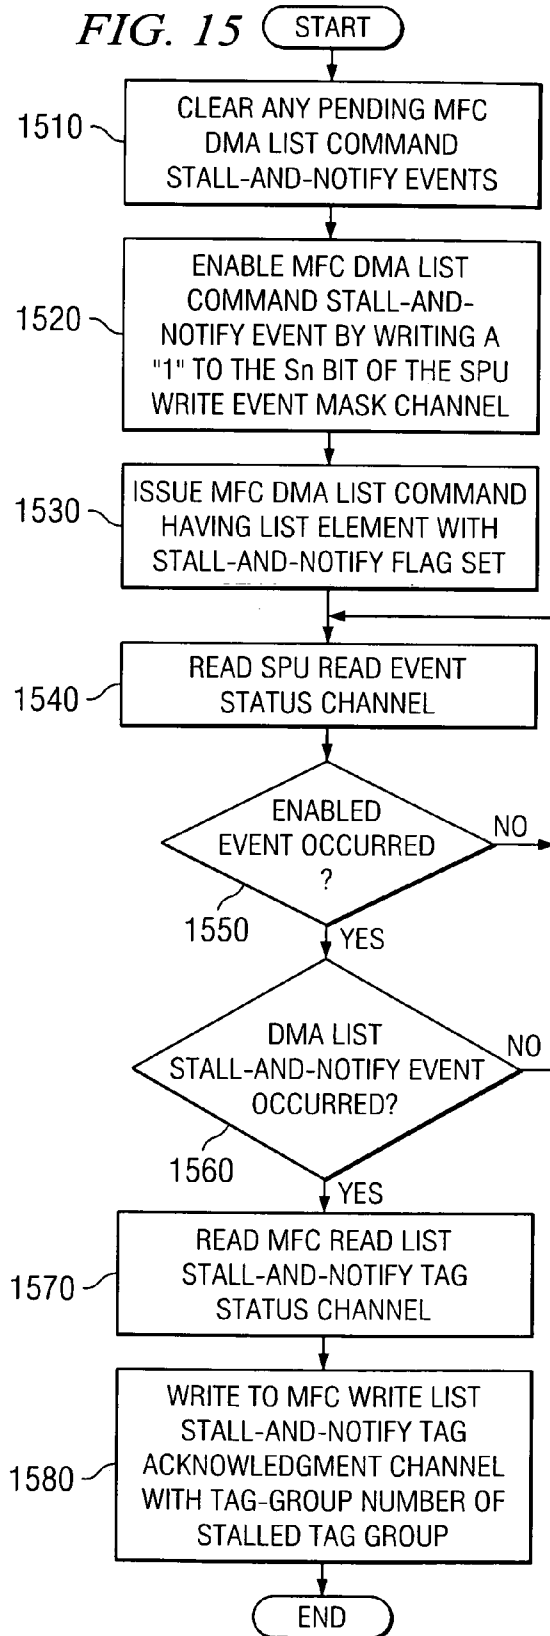 FIG. 15
START
1510
CLEAR ANY PENDING MFC
DMA LIST COMMAND
STALL-AND-NOTIFY EVENTS
1520
ENABLE MFC DMA LIST
COMMAND STALL-AND-
NOTIFY EVENT BY WRITING A
"1" TO THE Sn BIT OF THE SPU
WRITE EVENT MASK CHANNEL
1530
ISSUE MFC DMA LIST COMMAND
HAVING LIST ELEMENT WITH
STALL-AND-NOTIFY FLAG SET
1540
READ SPU READ EVENT
STATUS CHANNEL
ENABLED
EVENT OCCURRED
?
NO
1550
YES
DMA LIST
STALL-AND-NOTIFY EVENT
OCCURRED?
NO
1560
YES
1570
READ MFC READ LIST
STALL-AND-NOTIFY TAG
STATUS CHANNEL
1580
WRITE TO MFC WRITE LIST
STALL-AND-NOTIFY TAG
ACKNOWLEDGMENT CHANNEL
WITH TAG-GROUP NUMBER OF
STALLED TAG GROUP
END